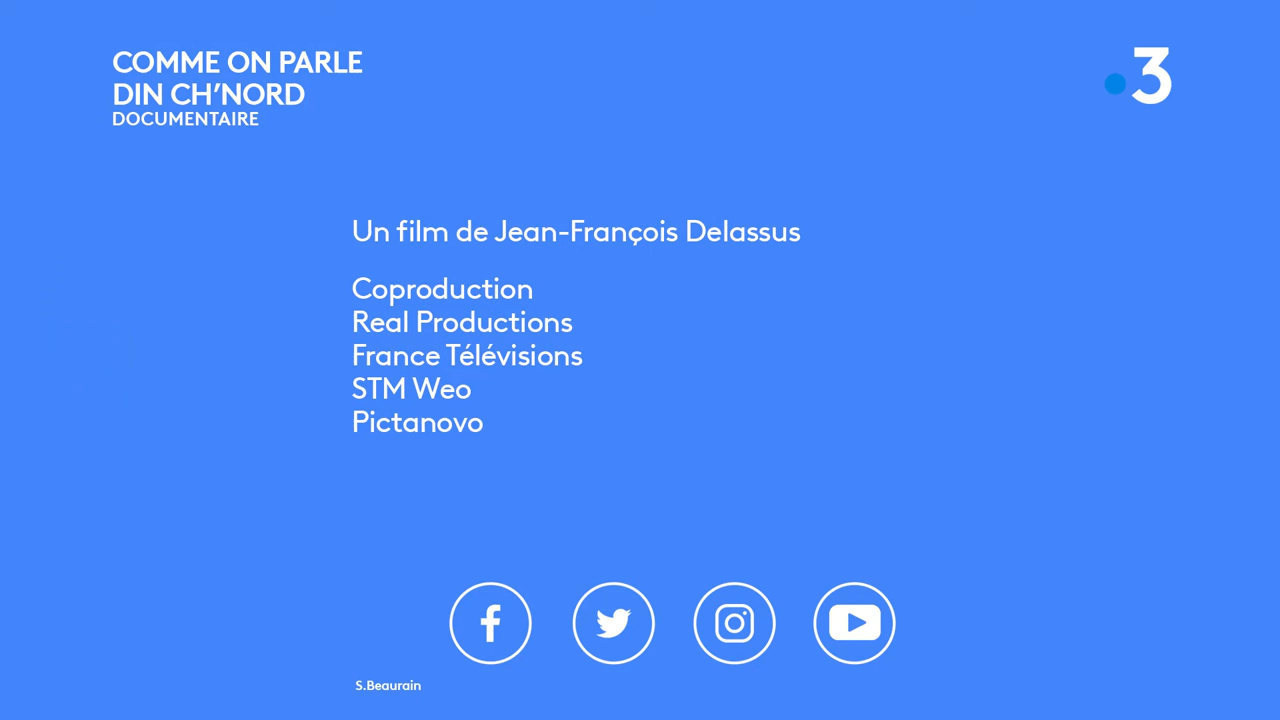 COMME ON PARLE
DIN CH'NORD
DOCUMENTAIRE
3
Un film de Jean-François Delassus
Coproduction
Real Productions
France Télévisions
STM Weo
Pictanovo
S.Beaurain